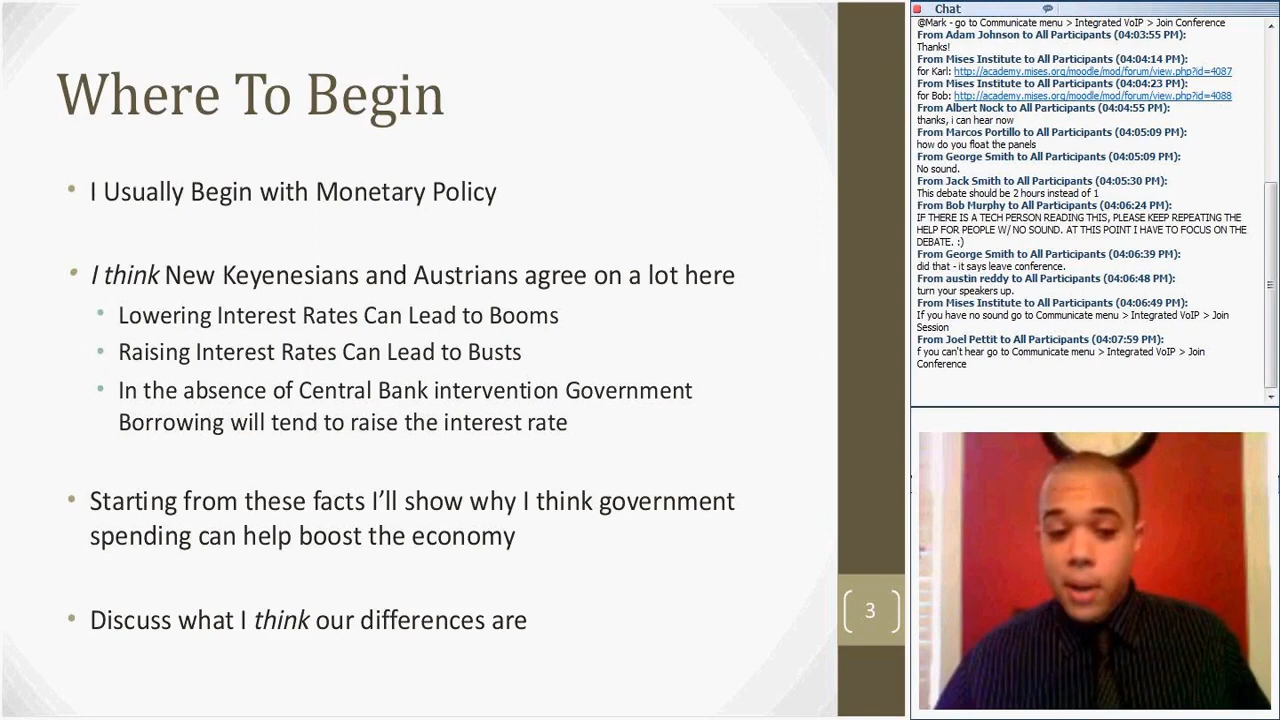 Where To Begin
• I Usually Begin with Monetary Policy
• I think New Keyenesians and Austrians agree on a lot here
• Lowering Interest Rates Can Lead to Booms
• Raising Interest Rates Can Lead to Busts
• In the absence of Central Bank intervention Government
Borrowing will tend to raise the interest rate
• Starting from these facts I’ll show why I think government
spending can help boost the economy
• Discuss what I think our differences are
3
Chat
@Mark - go to Communicate menu > Integrated VoIP > Join Conference
From Adam Johnson to All Participants (04:03:55 PM):
Thanks!
From Mises Institute to All Participants (04:04:14 PM):
for Karl: http://academy.mises.org/moodle/mod/forum/view.php?id=4087
From Mises Institute to All Participants (04:04:23 PM):
for Bob: http://academy.mises.org/moodle/mod/forum/view.php?id=4088
From Albert Nock to All Participants (04:04:55 PM):
thanks, i can hear now
From Marcos Portillo to All Participants (04:05:09 PM):
how do you float the panels
From George Smith to All Participants (04:05:09 PM):
No sound.
From Jack Smith to All Participants (04:05:30 PM):
This debate should be 2 hours instead of 1
From Bob Murphy to All Participants (04:06:24 PM):
IF THERE IS A TECH PERSON READING THIS, PLEASE KEEP REPEATING THE
HELP FOR PEOPLE W/ NO SOUND. AT THIS POINT I HAVE TO FOCUS ON THE
DEBATE. :)
From George Smith to All Participants (04:06:39 PM):
did that - it says leave conference.
From austin reddy to All Participants (04:06:48 PM):
turn your speakers up.
From Mises Institute to All Participants (04:06:49 PM):
If you have no sound go to Communicate menu > Integrated VoIP > Join
Session
From Joel Pettit to All Participants (04:07:59 PM):
f you can't hear go to Communicate menu > Integrated VoIP > Join
Conference